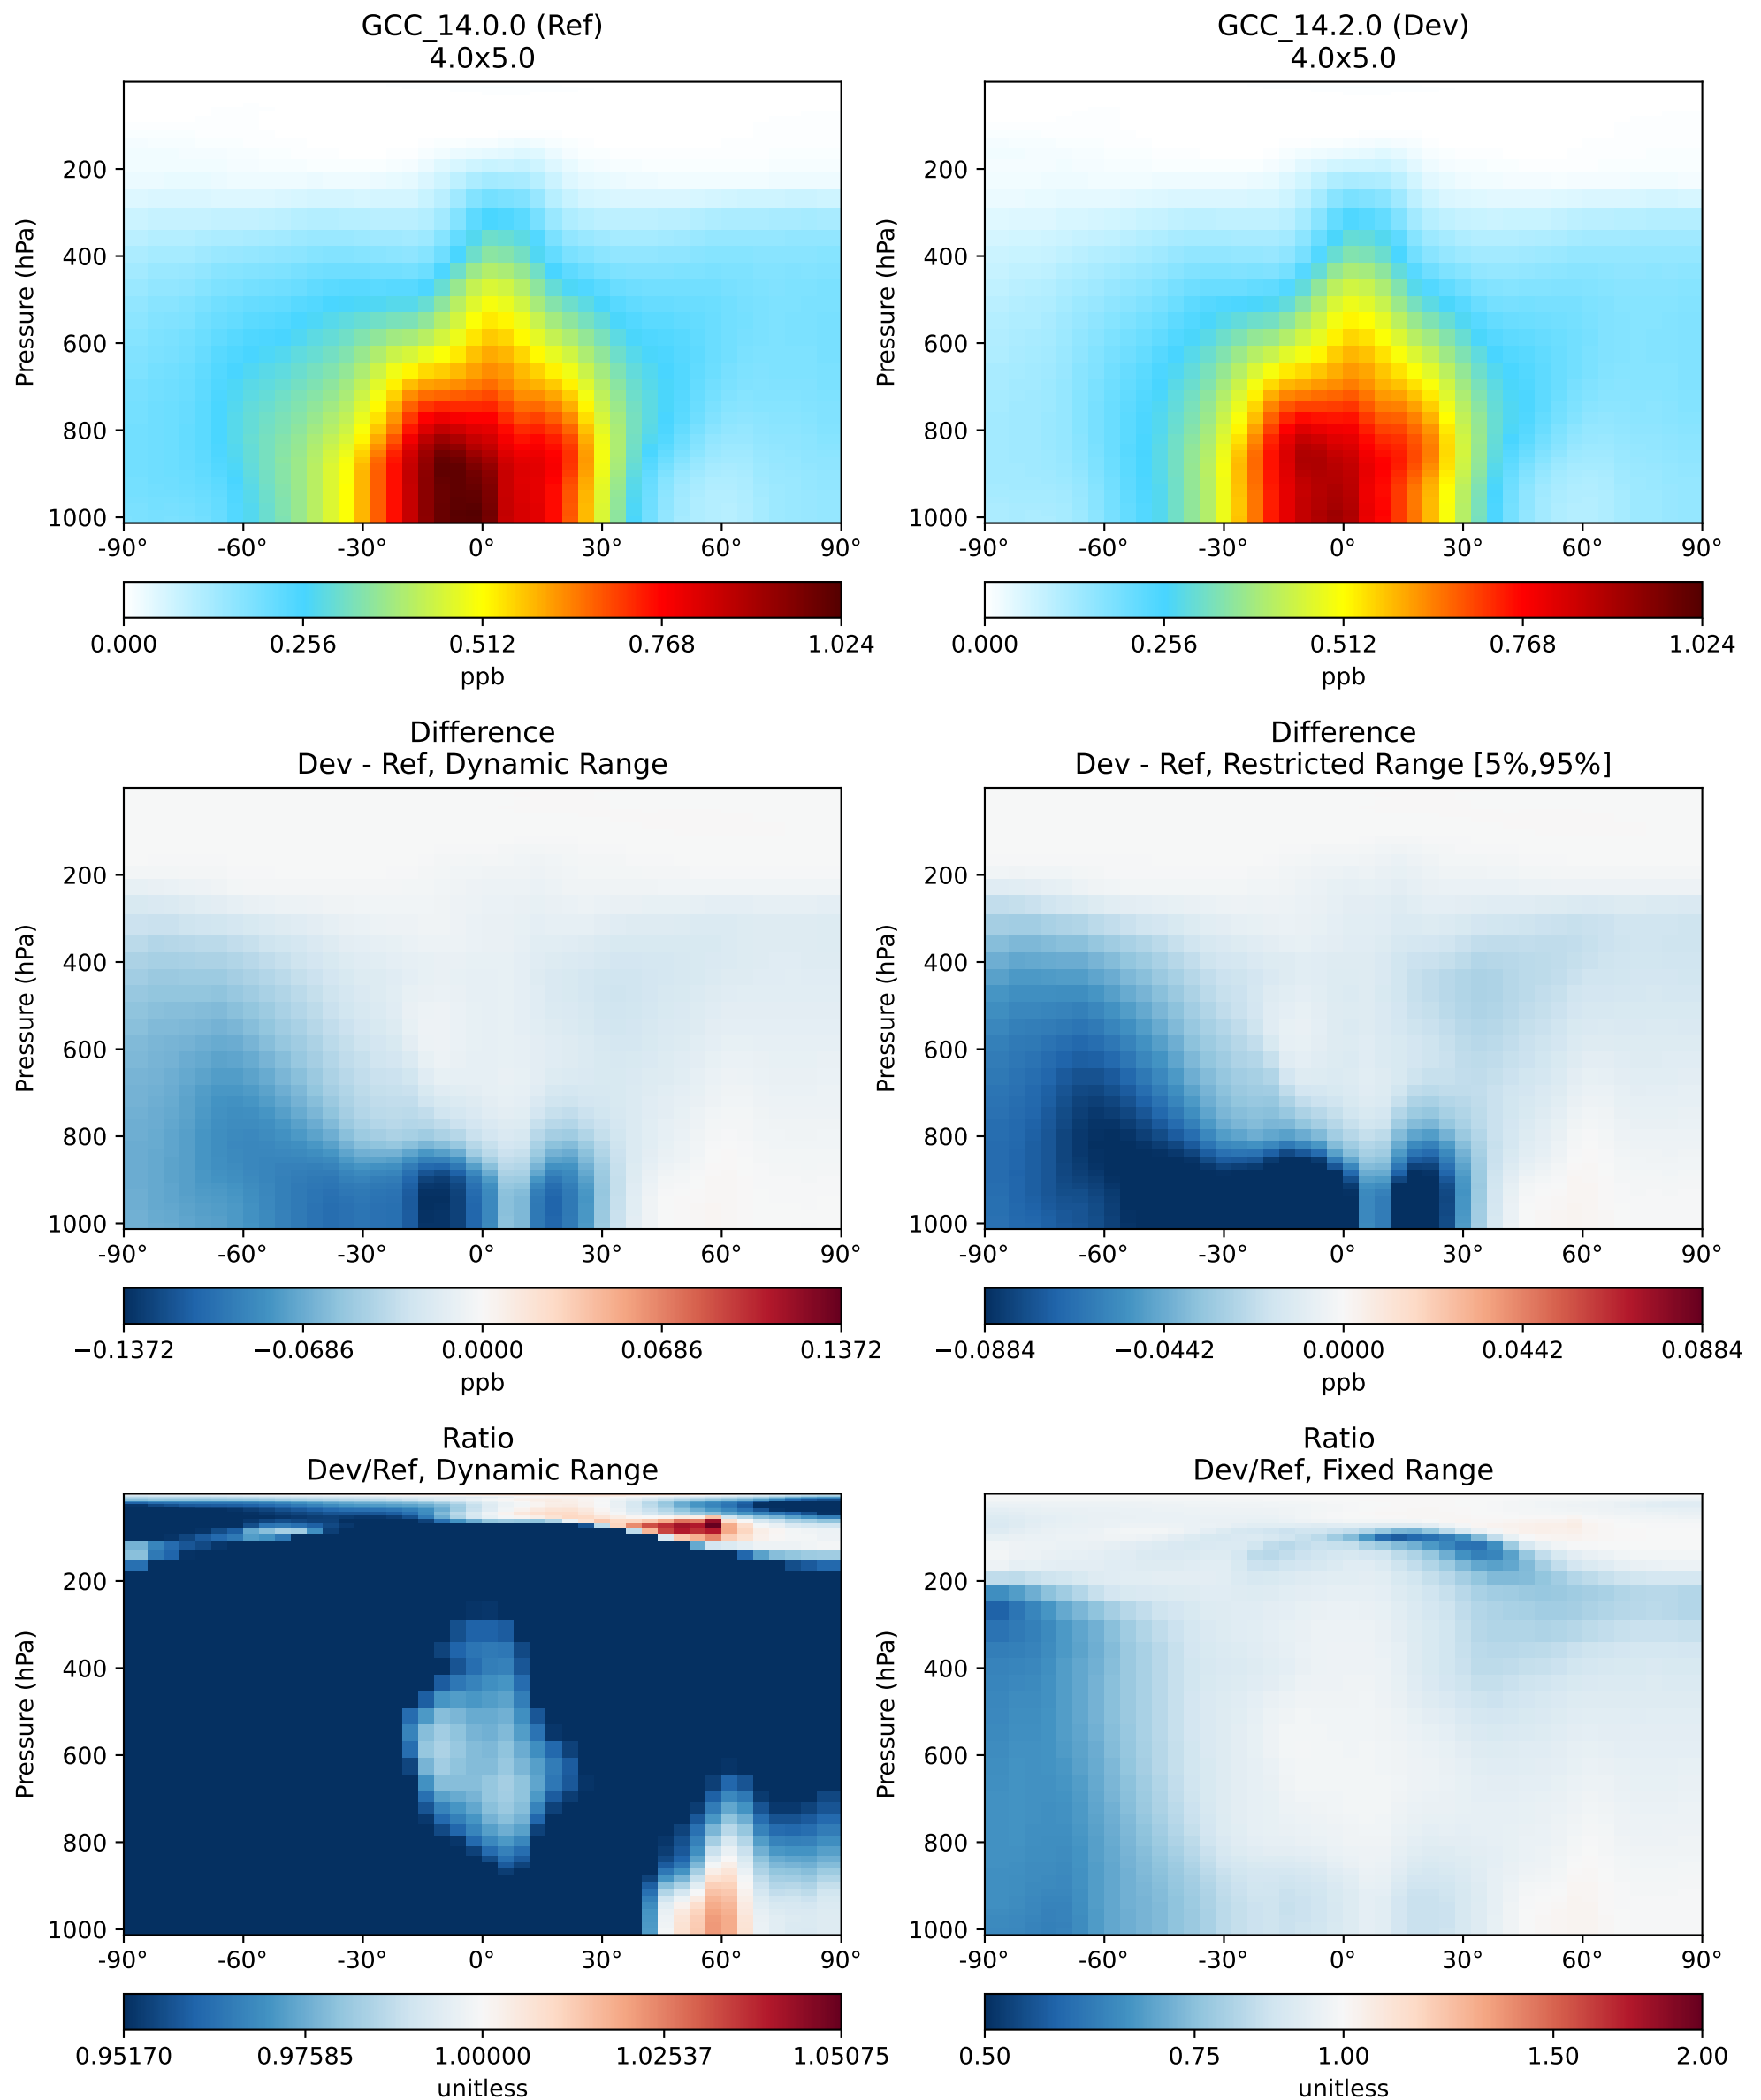 GCC_14.0.0 (Ref)
4.0x5.0
Pressure (hPa)
200
400
600
800
1000
-90° -60° -30° 0° 30° 60° 90°
0.000 0.256 0.512 0.768 1.024
ppb
GCC_14.2.0 (Dev)
4.0x5.0
Pressure (hPa)
200
400
600
800
1000
-90° -60° -30° 0° 30° 60° 90°
0.000 0.256 0.512 0.768 1.024
ppb
Difference
Dev - Ref, Dynamic Range
Pressure (hPa)
200
400
600
800
1000
-90° -60° -30° 0° 30° 60° 90°
−0.1372 −0.0686 0.0000 0.0686 0.1372
ppb
Difference
Dev - Ref, Restricted Range [5%,95%]
Pressure (hPa)
200
400
600
800
1000
-90° -60° -30° 0° 30° 60° 90°
−0.0884 −0.0442 0.0000 0.0442 0.0884
ppb
Ratio
Dev/Ref, Dynamic Range
Pressure (hPa)
200
400
600
800
1000
-90° -60° -30° 0° 30° 60° 90°
0.95170 0.97585 1.00000 1.02537 1.05075
unitless
Ratio
Dev/Ref, Fixed Range
Pressure (hPa)
200
400
600
800
1000
-90° -60° -30° 0° 30° 60° 90°
0.50 0.75 1.00 1.50 2.00
unitless